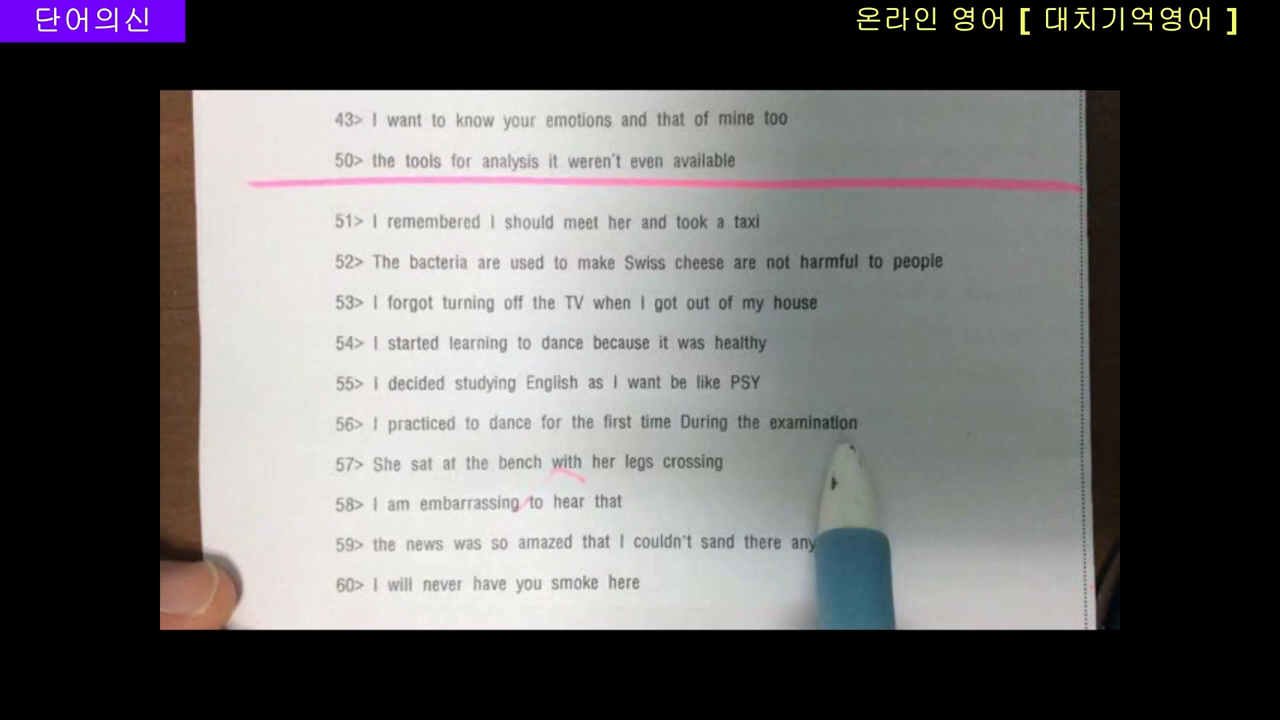 단어의신
온라인 영어 [ 대치기억영어 ]
43> I want to know your emotions and that of mine too
50> the tools for analysis it weren't even available
51> I remembered I should meet her and took a taxi
52> The bacteria are used to make Swiss cheese are not harmful to people
53> I forgot turning off the TV when I got out of my house
54> I started learning to dance because it was healthy
55> I decided studying English as I want be like PSY
56> I practiced to dance for the first time During the examination
57> She sat at the bench with her legs crossing
58> I am embarrassing to hear that
59> the news was so amazed that I couldn't sand there any
60> I will never have you smoke here